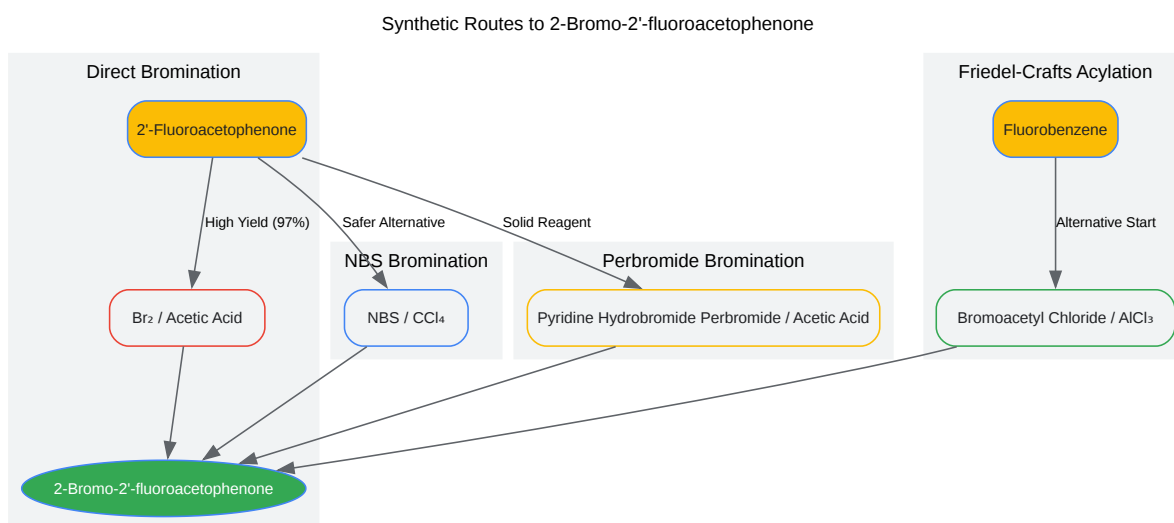 Synthetic Routes to 2-Bromo-2'-fluoroacetophenone
Direct Bromination
Friedel-Crafts Acylation
2'-Fluoroacetophenone
Fluorobenzene
High Yield (97%)
Safer Alternative
Solid Reagent
Alternative Start
NBS Bromination
Perbromide Bromination
Br₂ / Acetic Acid
NBS / CCl₄
Pyridine Hydrobromide Perbromide / Acetic Acid
Bromoacetyl Chloride / AlCl₃
2-Bromo-2'-fluoroacetophenone